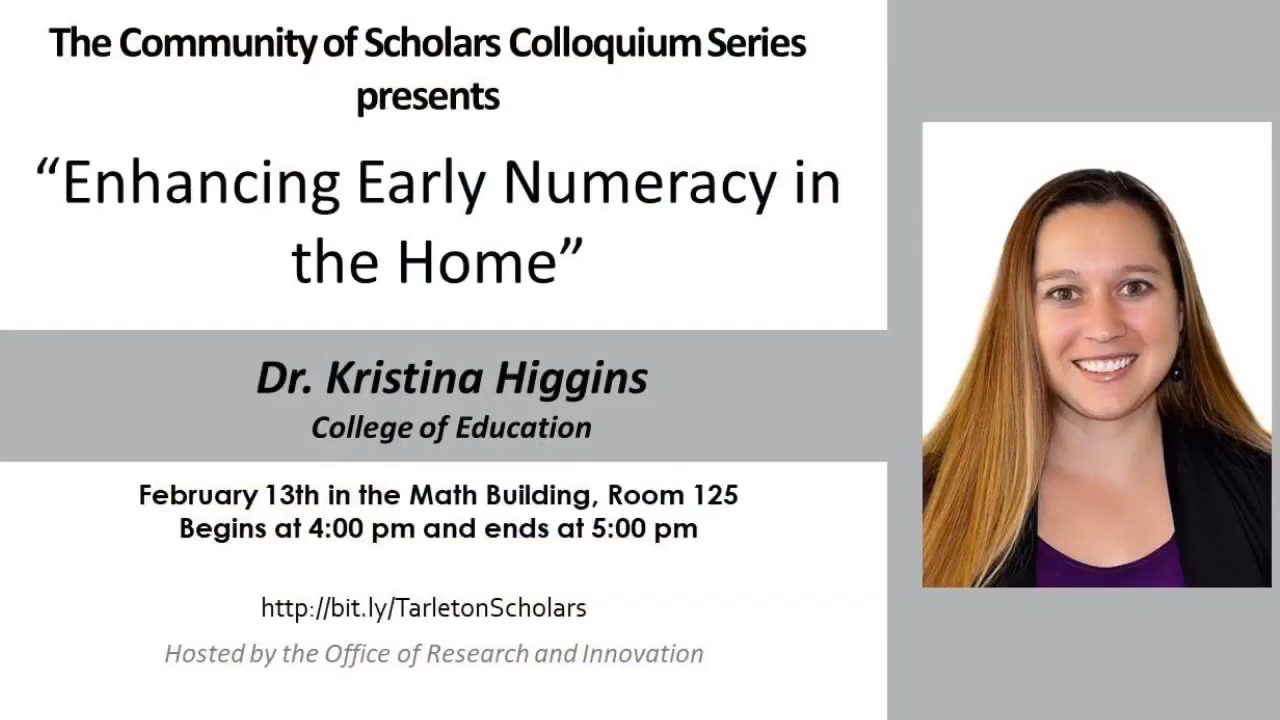 The Community of Scholars Colloquium Series
presents
“Enhancing Early Numeracy in
the Home”
Dr. Kristina Higgins
College of Education
February 13th in the Math Building, Room 125
Begins at 4:00 pm and ends at 5:00 pm
http://bit.ly/TarletonScholars
Hosted by the Office of Research and Innovation